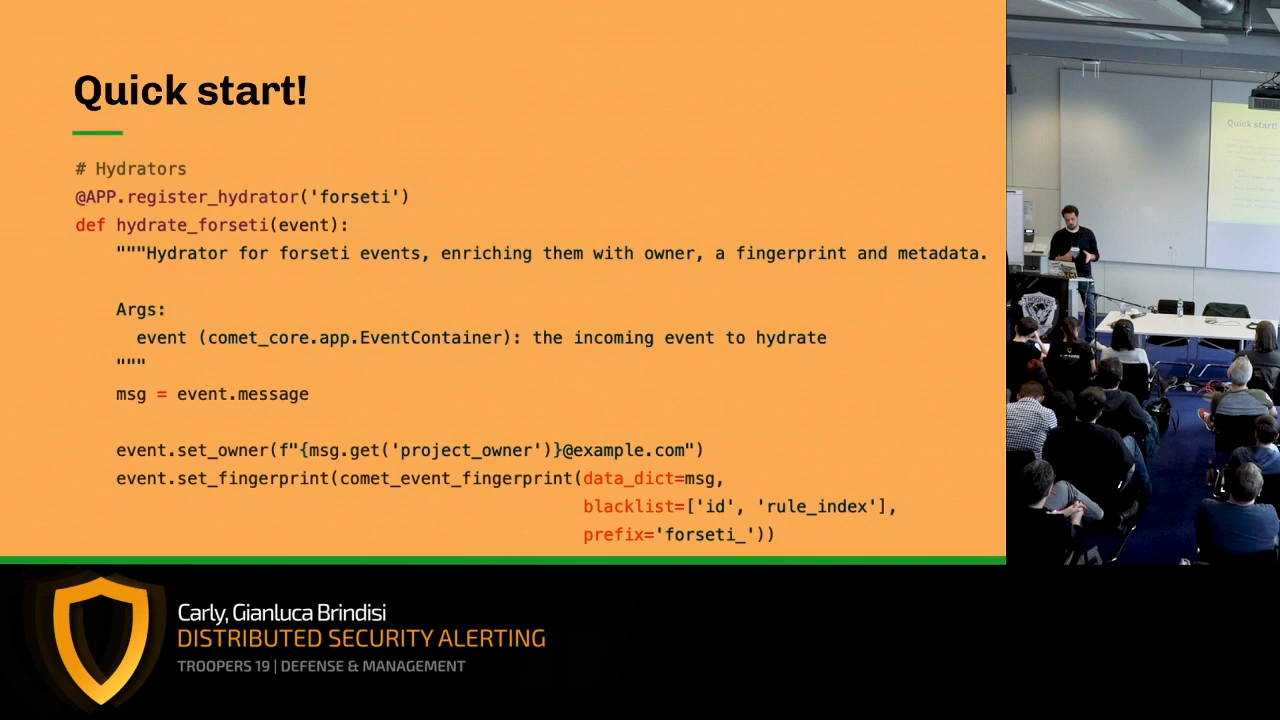 Quick start!
# Hydrators
@APP.register_hydrator('forseti')
def hydrate_forseti(event):
"""Hydrator for forseti events, enriching them with owner, a fingerprint and metadata.
Args:
event (comet_core.app.EventContainer): the incoming event to hydrate
"""
msg = event.message
event.set_owner(f"{msg.get('project_owner')}@example.com")
event.set_fingerprint(comet_event_fingerprint(data_dict=msg,
blacklist=['id', 'rule_index'],
prefix='forseti_'))
Quick start!
TROOPERS
Carly, Gianluca Brindisi
DISTRIBUTED SECURITY ALERTING
TROOPERS 19 | DEFENSE & MANAGEMENT